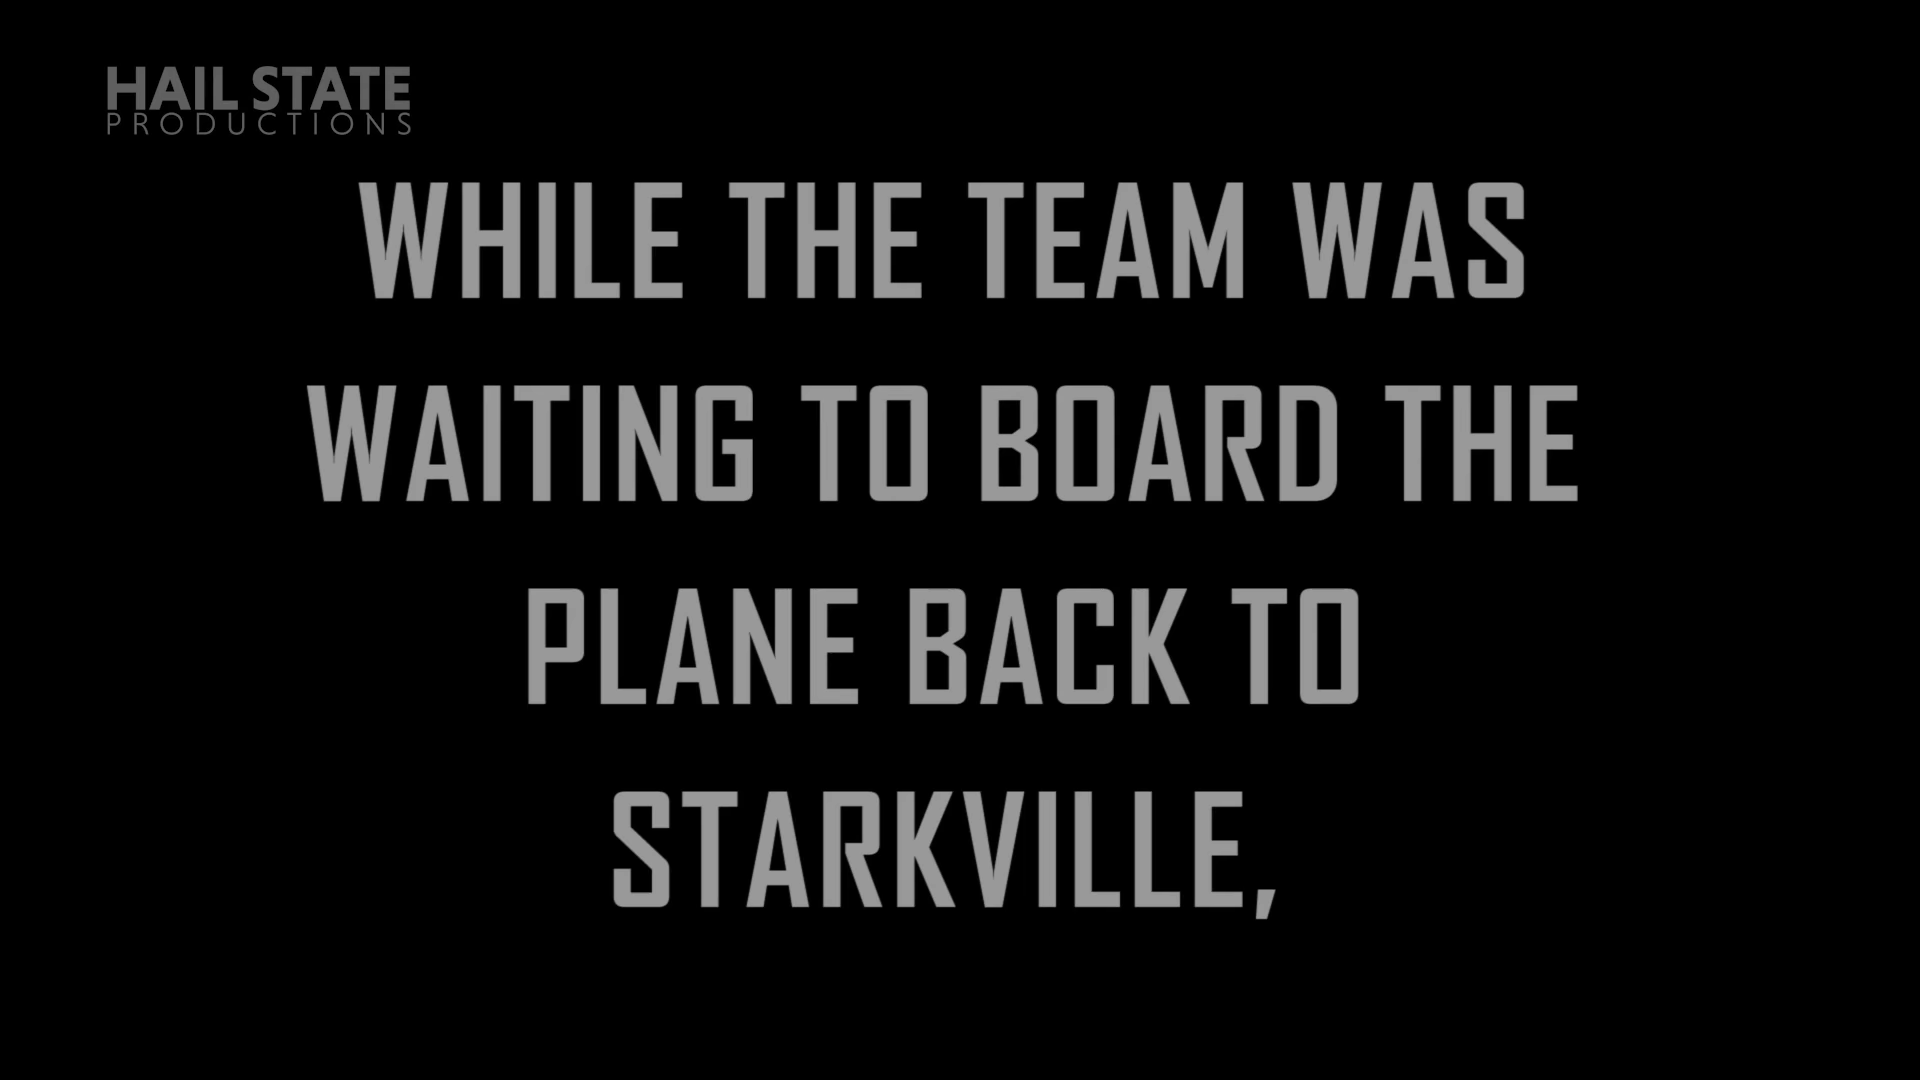 HAIL STATE
PRODUCTIONS
WHILE THE TEAM WAS
WAITING TO BOARD THE
PLANE BACK TO
STARKVILLE,